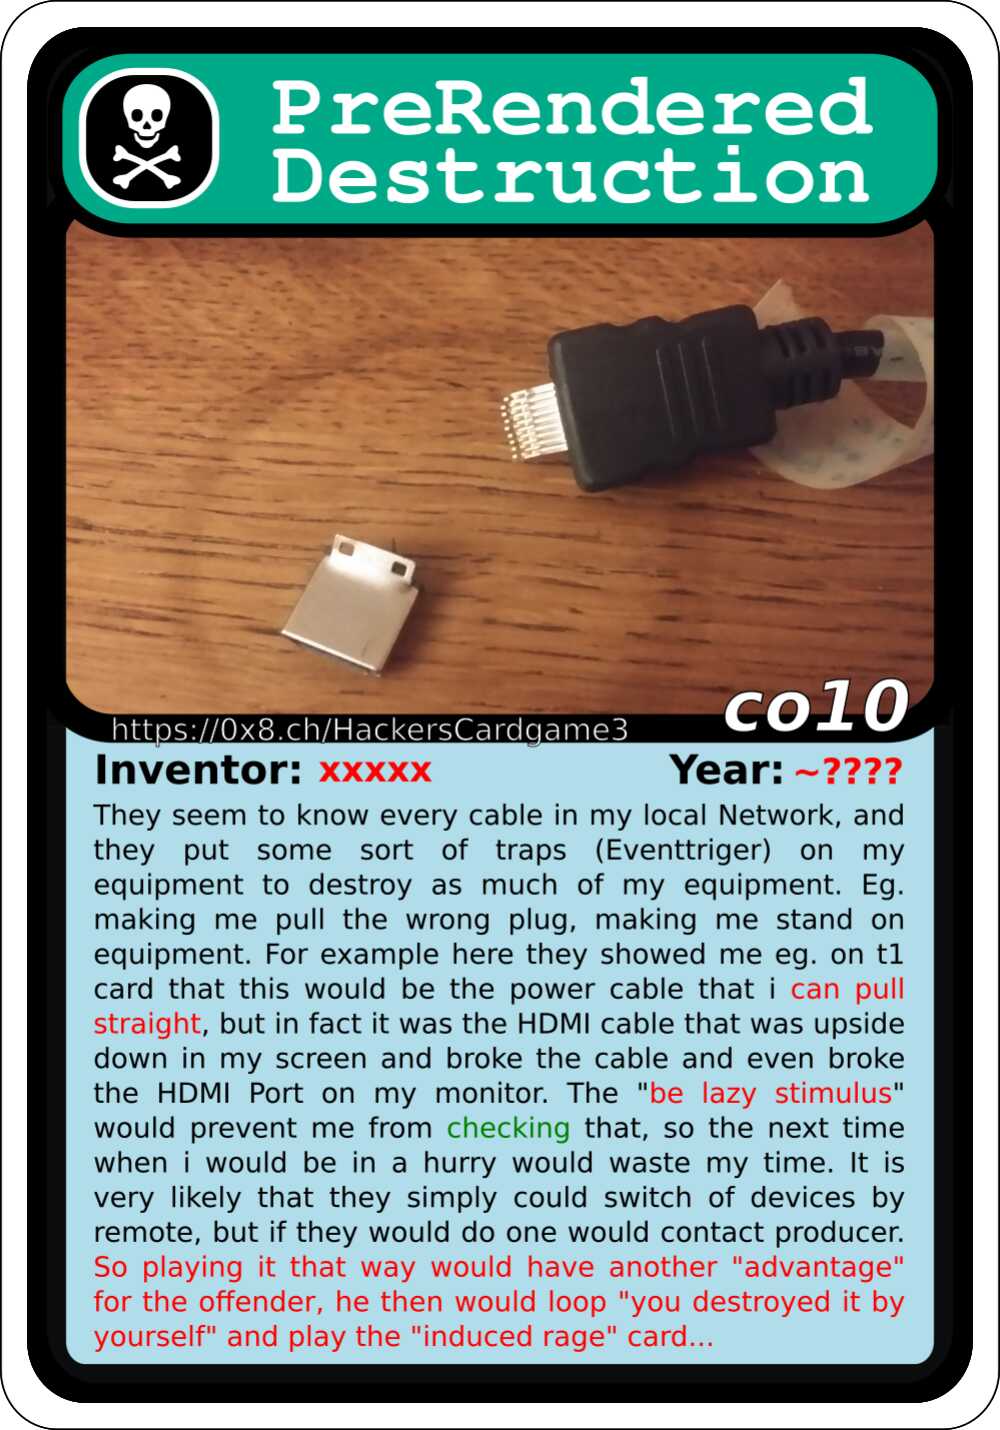 PreRendered
Destruction
co10
https://0x8.ch/HackersCardgame3
Inventor: xxxxx Year: ~????
They seem to know every cable in my local Network, and
they put some sort of traps (Eventtriger) on my
equipment to destroy as much of my equipment. Eg.
making me pull the wrong plug, making me stand on
equipment. For example here they showed me eg. on t1
card that this would be the power cable that i can pull
straight, but in fact it was the HDMI cable that was upside
down in my screen and broke the cable and even broke
the HDMI Port on my monitor. The "be lazy stimulus"
would prevent me from checking that, so the next time
when i would be in a hurry would waste my time. It is
very likely that they simply could switch of devices by
remote, but if they would do one would contact producer.
So playing it that way would have another "advantage"
for the offender, he then would loop "you destroyed it by
yourself" and play the "induced rage" card...